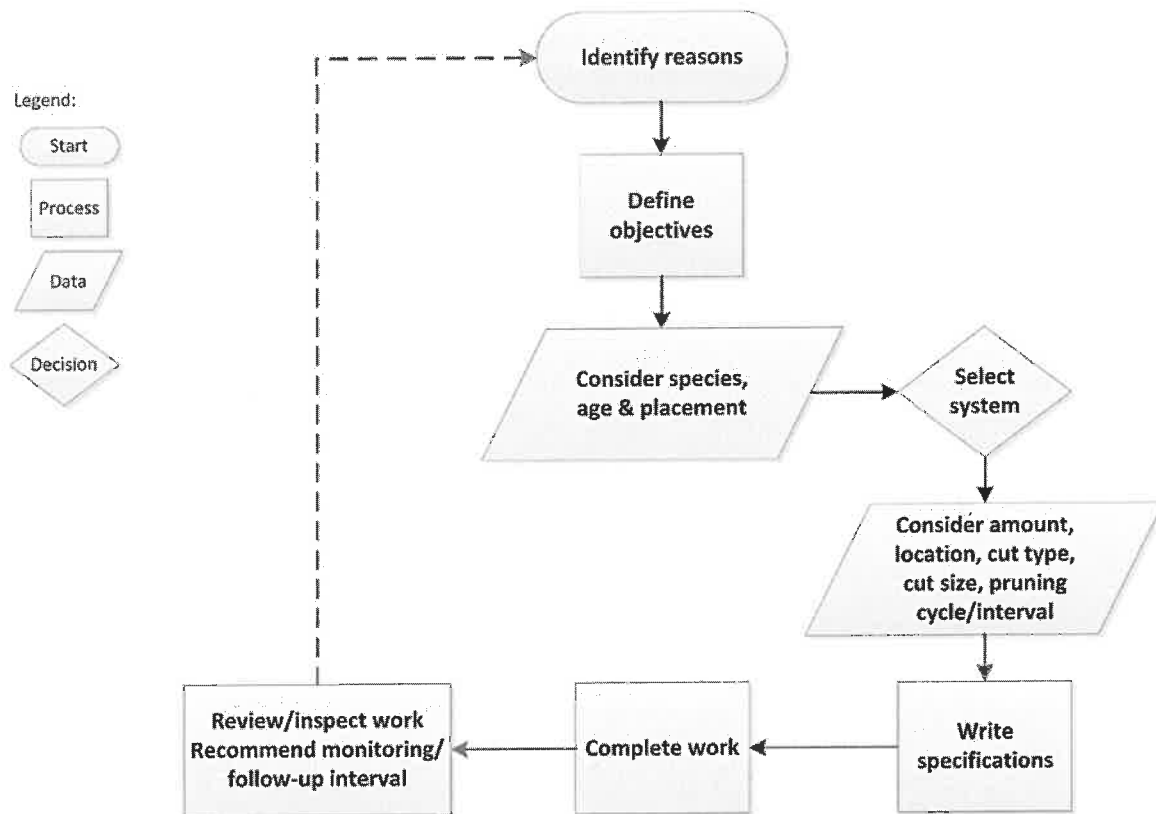 Identify reasons
Legend:
Start
Process
Data
Decision
Define
objectives
Consider species,
age & placement
Select
system
Consider amount,
location, cut type,
cut size, pruning
cycle/interval
Write
specifications
Complete work
Review/inspect work
Recommend monitoring/
follow-up interval